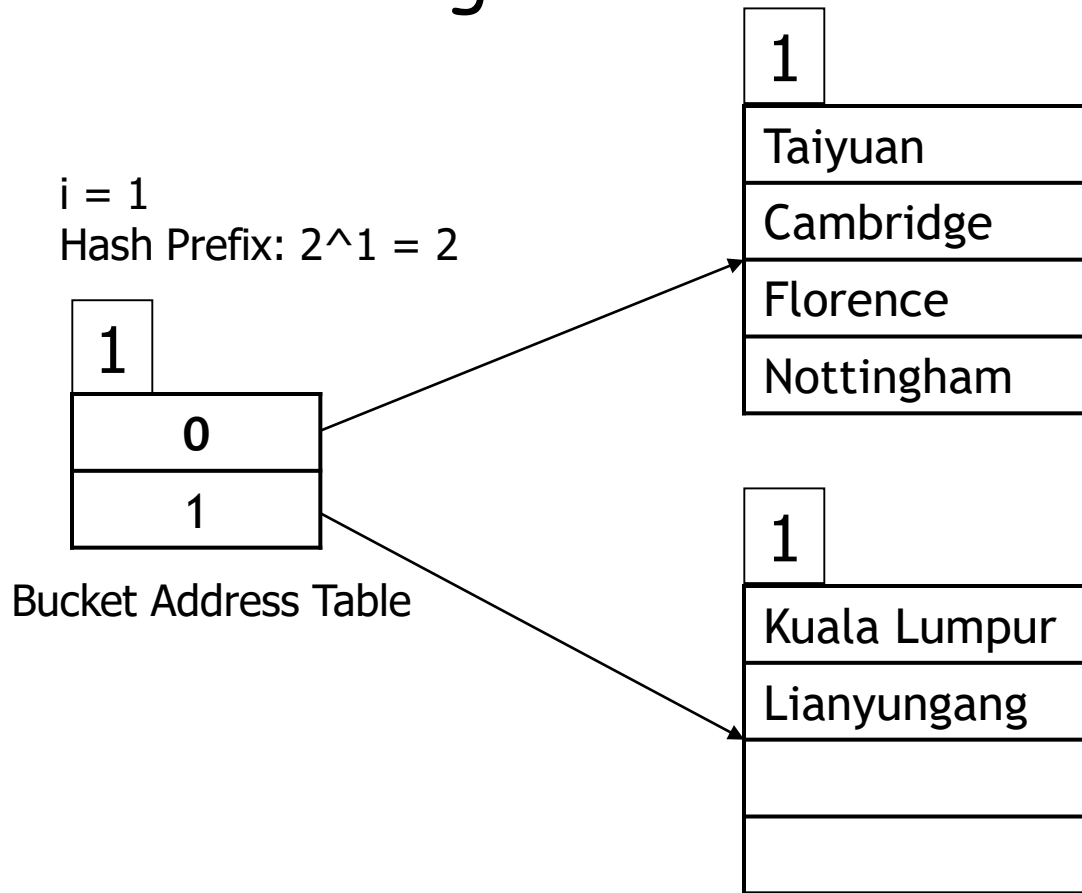 i = 1
Hash Prefix: 2^1 = 2
1
0
1
Bucket Address Table
1
Taiyuan
Cambridge
Florence
Nottingham
1
Kuala Lumpur
Lianyungang